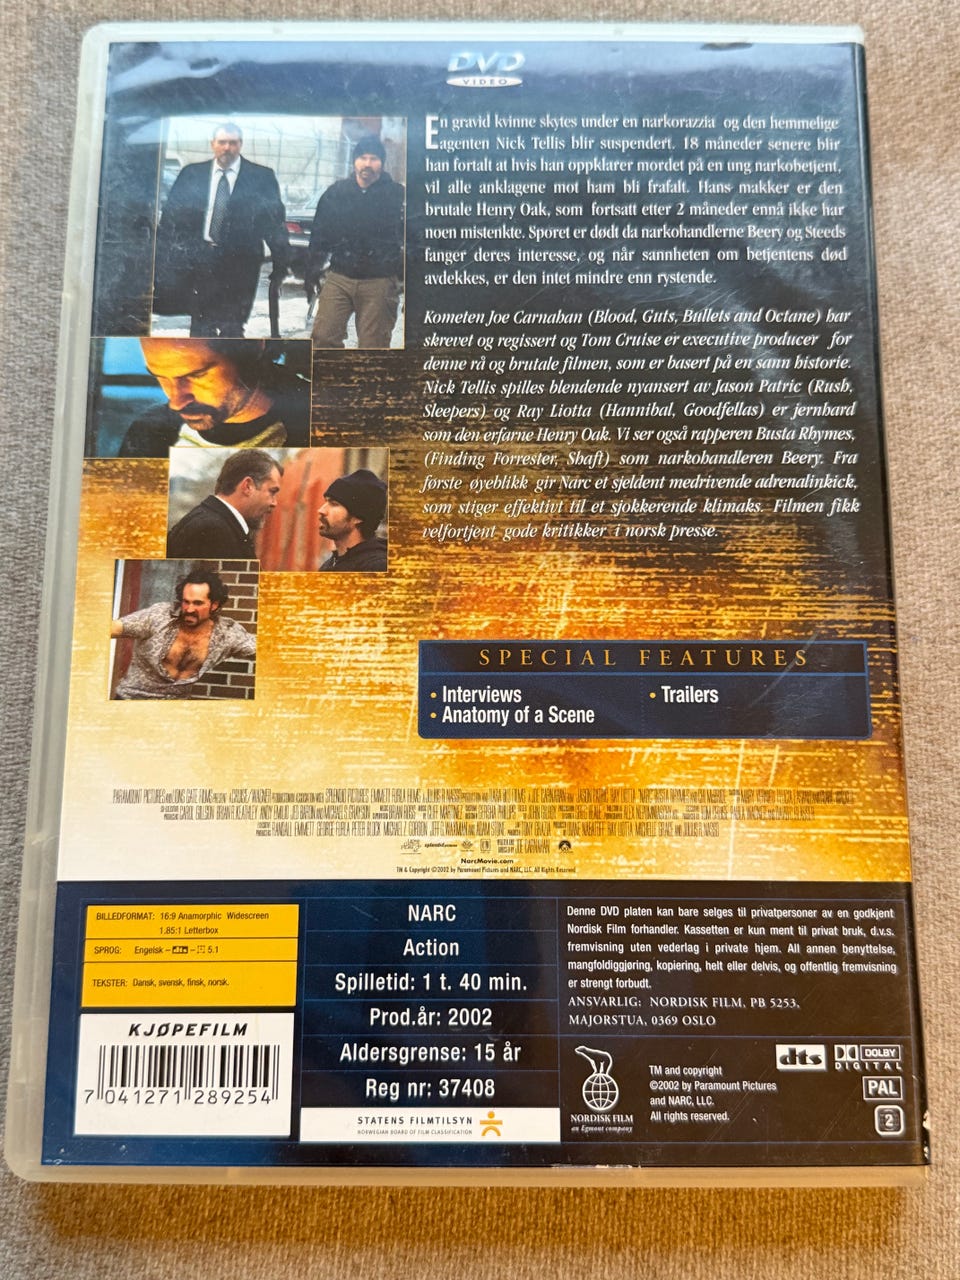 DVD
VIDEO
En gravid kvinne skytes under en narkorazzia og den hemmelige
agenten Nick Tellis blir suspendert. 18 måneder senere blir
han fortalt at hvis han oppklarer mordet på en ung narkobetjent,
vil alle anklagene mot ham bli frafalt. Hans makker er den
brutale Henry Oak, som fortsatt etter 2 måneder ennå ikke har
noen mistenkte. Sporet er dødt da narkohandlerne Beery og Steeds
fanger deres interesse, og når sannheten om betjentens død
avdekkes, er den intet mindre enn rystende.
Kometen Joe Carnahan (Blood, Guts, Bullets and Octane) har
skrevet og regissert og Tom Cruise er executive producer for
denne rå og brutale filmen, som er basert på en sann historie.
Nick Tellis spilles blendende nyansert av Jason Patric (Rush,
Sleepers) og Ray Liotta (Hannibal, Goodfellas) er jernhard
som den erfarne Henry Oak. Vi ser også rapperen Busta Rhymes,
(Finding Forrester, Shaft) som narkohandleren Beery. Fra
første øyeblikk gir Narc et sjeldent medrivende adrenalinkick,
som stiger effektivt til et sjokkerende klimaks. Filmen fikk
velfortjent gode kritikker i norsk presse.
SPECIAL FEATURES
• Interviews
• Trailers
• Anatomy of a Scene
NarcMovie.com
TM & Copyright ©2002 by Paramount Pictures and NARC, LLC. All Rights Reserved.
BILLEDFORMAT: 16:9 Anamorphic Widescreen
1.85:1 Letterbox
SPROG: Engelsk – dts – 5.1
TEKSTER: Dansk, svensk, finsk, norsk.
KJØPEFILM
7 041271 289254
NARC
Action
Spilletid: 1 t. 40 min.
Prod.år: 2002
Aldersgrense: 15 år
Reg nr: 37408
STATENS FILMTILSYN
NORWEGIAN BOARD OF FILM CLASSIFICATION
Denne DVD platen kan bare selges til privatpersoner av en godkjent
Nordisk Film forhandler. Kassetten er kun ment til privat bruk, d.v.s.
fremvisning uten vederlag i private hjem. All annen benyttelse,
mangfoldiggjøring, kopiering, helt eller delvis, og offentlig fremvisning
er strengt forbudt.
ANSVARLIG: NORDISK FILM, PB 5253,
MAJORSTUA, 0369 OSLO
NORDISK FILM
an Egmont company
TM and copyright
©2002 by Paramount Pictures
and NARC, LLC.
All rights reserved.
dts
DOLBY
DIGITAL
PAL
2